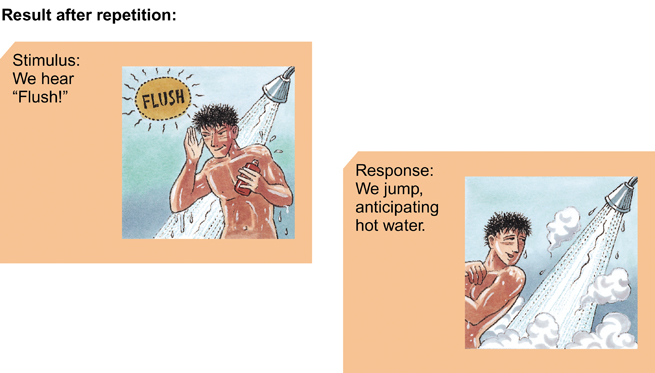 Result after repetition:
Stimulus:
We hear
“Flush!”
FLUSH
Response:
We jump,
anticipating
hot water.